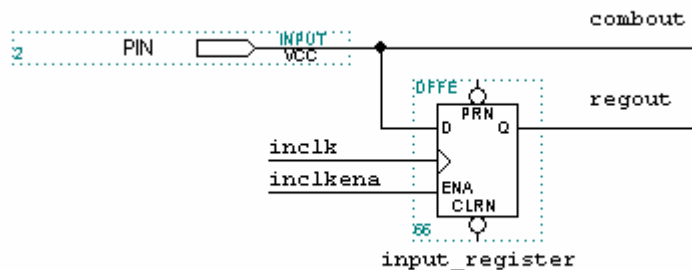 combout
PIN
INPUT
VCC
2
DFFE
regout
PRN
D
Q
inclk
inclkena
ENA
CLRN
66
input_register